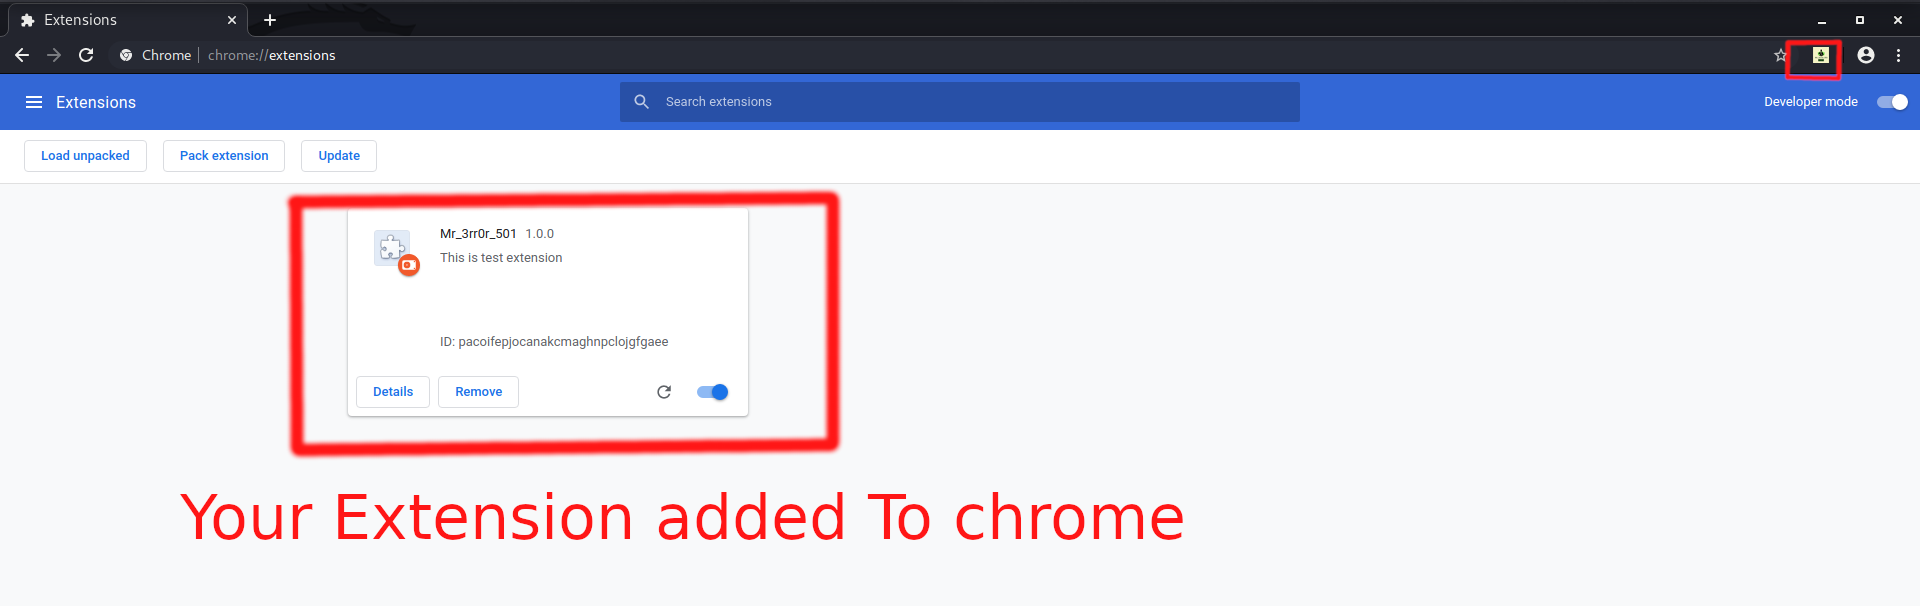 Extensions
Chrome chrome://extensions
Extensions
Search extensions
Developer mode
Load unpacked
Pack extension
Update
Mr_3rr0r_501 1.0.0
This is test extension
ID: pacoifepjocanakcmaghnpclojgfgaee
Details
Remove
Your Extension added To chrome